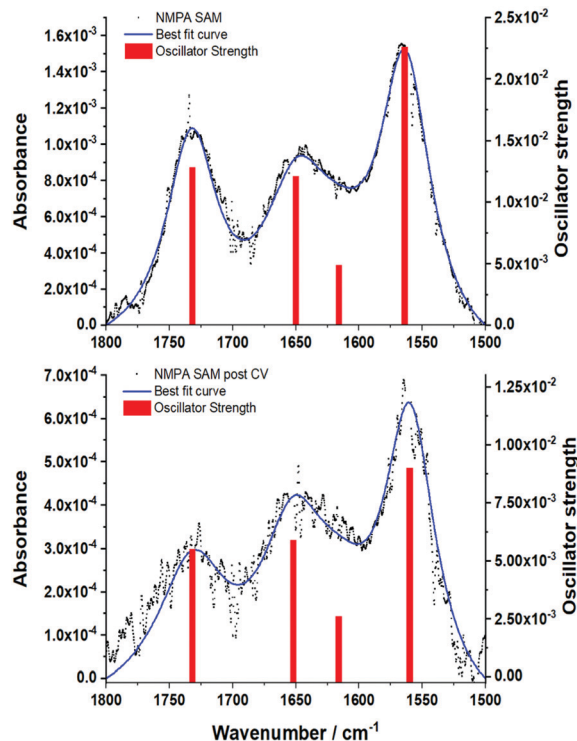 NMPA SAM
Best fit curve
Oscillator Strength
Absorbance
1.6x10⁻³
1.4x10⁻³
1.2x10⁻³
1.0x10⁻³
8.0x10⁻⁴
6.0x10⁻⁴
4.0x10⁻⁴
2.0x10⁻⁴
0.0
2.5x10⁻²
2.0x10⁻²
1.5x10⁻²
1.0x10⁻²
5.0x10⁻³
0.0
Oscillator strength
1800 1750 1700 1650 1600 1550 1500
NMPA SAM post CV
Best fit curve
Oscillator Strength
Absorbance
7.0x10⁻⁴
6.0x10⁻⁴
5.0x10⁻⁴
4.0x10⁻⁴
3.0x10⁻⁴
2.0x10⁻⁴
1.0x10⁻⁴
0.0
1.25x10⁻²
1.00x10⁻²
7.50x10⁻³
5.00x10⁻³
2.50x10⁻³
0.00
Oscillator strength
1800 1750 1700 1650 1600 1550 1500
Wavenumber / cm⁻¹